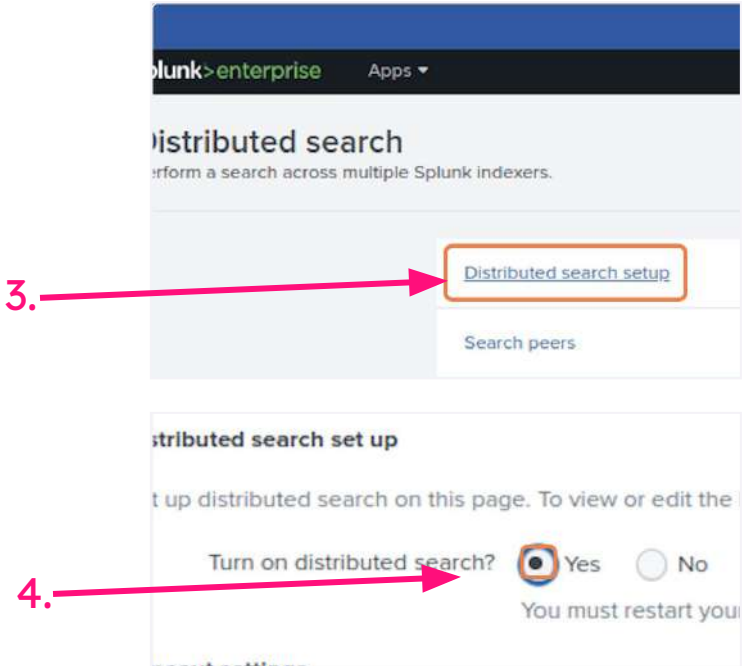 plunk>enterprise Apps
Distributed search
erform a search across multiple Splunk indexers.
3.
Distributed search setup
Search peers
stributed search set up
t up distributed search on this page. To view or edit the
Turn on distributed search? Yes No
4.
You must restart your